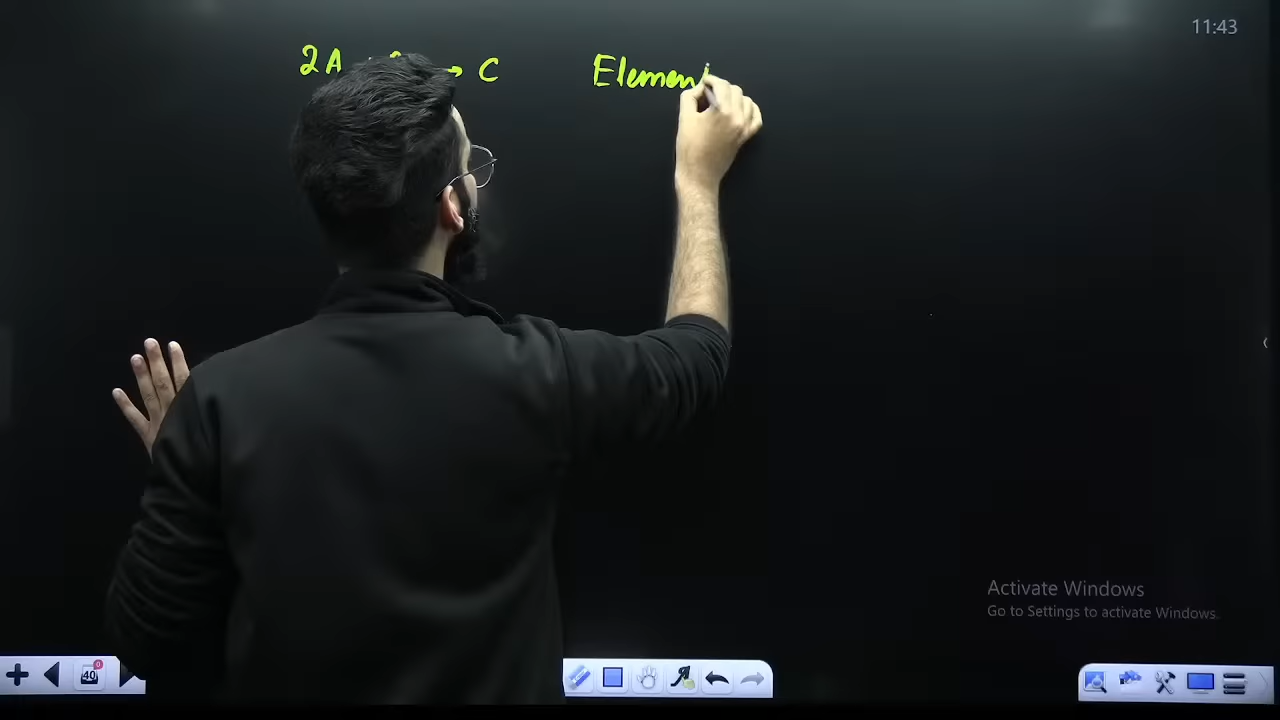 11:43
2A → C Elemen
Activate Windows
Go to Settings to activate Windows.
40